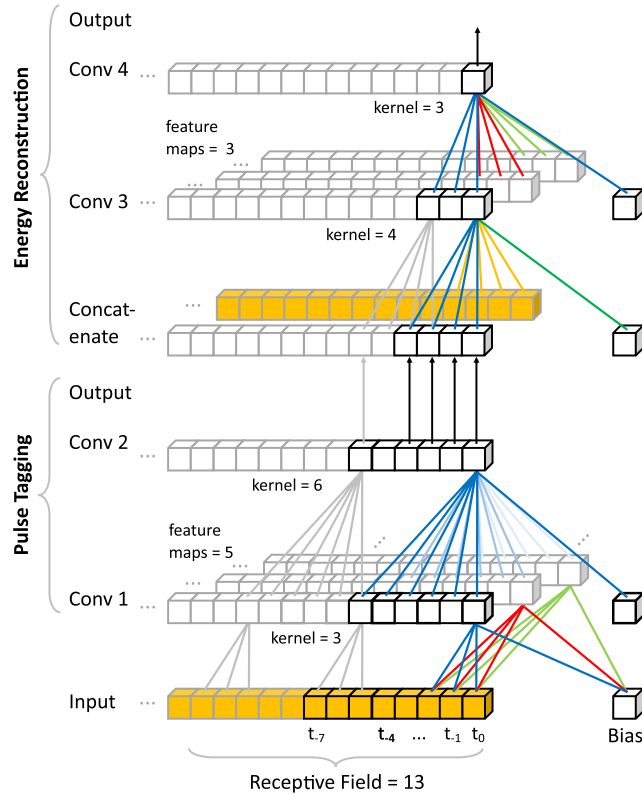 Output
Conv 4 ...
kernel = 3
feature
maps = 3
...
...
Conv 3 ...
kernel = 4
...
Concat-
enate ...
Energy Reconstruction
Output
Conv 2 ...
kernel = 6
feature
maps = 5
...
...
...
...
Conv 1 ...
kernel = 3
Pulse Tagging
Input ...
t-7 t-4 ... t-1 t0
Bias
Receptive Field = 13